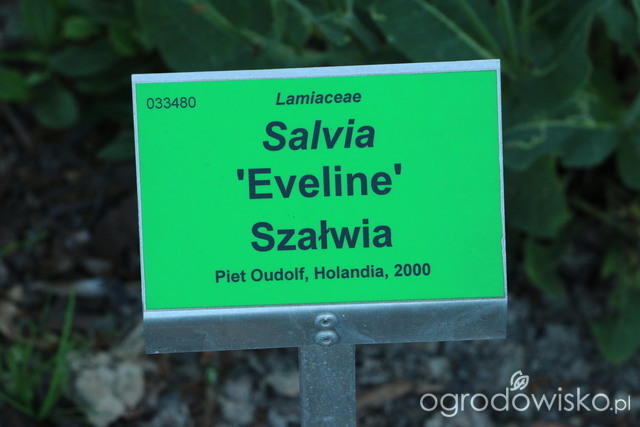 033480
Lamiaceae
Salvia
'Eveline'
Szałwia
Piet Oudolf, Holandia, 2000
ogrodowisko.pl